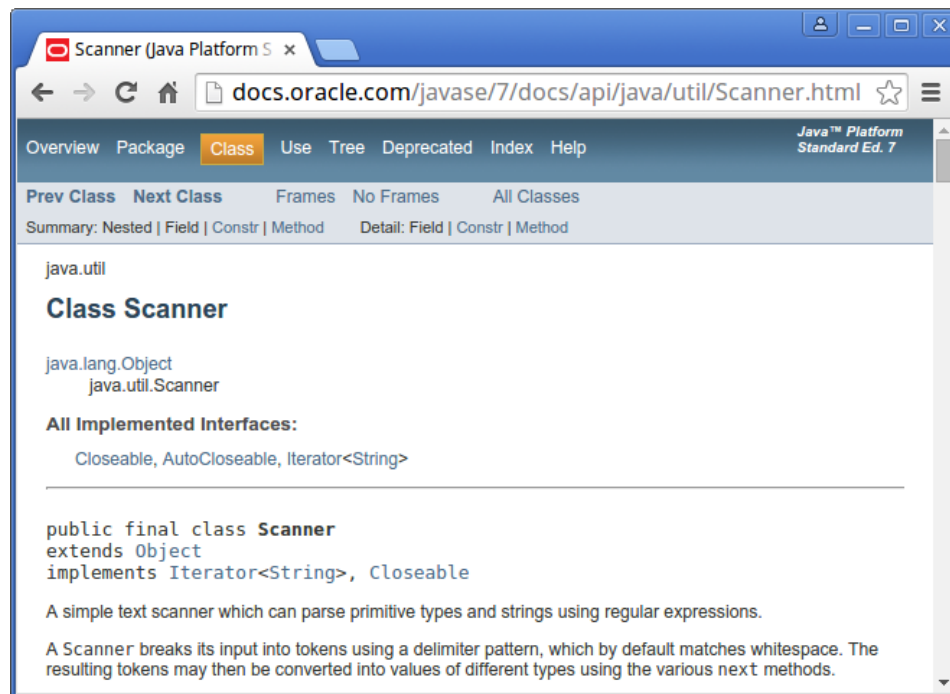 Scanner (Java Platform S
docs.oracle.com/javase/7/docs/api/java/util/Scanner.html
Overview Package Class Use Tree Deprecated Index Help
Java™ Platform
Standard Ed. 7
Prev Class Next Class Frames No Frames All Classes
Summary: Nested | Field | Constr | Method Detail: Field | Constr | Method
java.util
Class Scanner
java.lang.Object
java.util.Scanner
All Implemented Interfaces:
Closeable, AutoCloseable, Iterator<String>
public final class Scanner
extends Object
implements Iterator<String>, Closeable
A simple text scanner which can parse primitive types and strings using regular expressions.
A Scanner breaks its input into tokens using a delimiter pattern, which by default matches whitespace. The
resulting tokens may then be converted into values of different types using the various next methods.